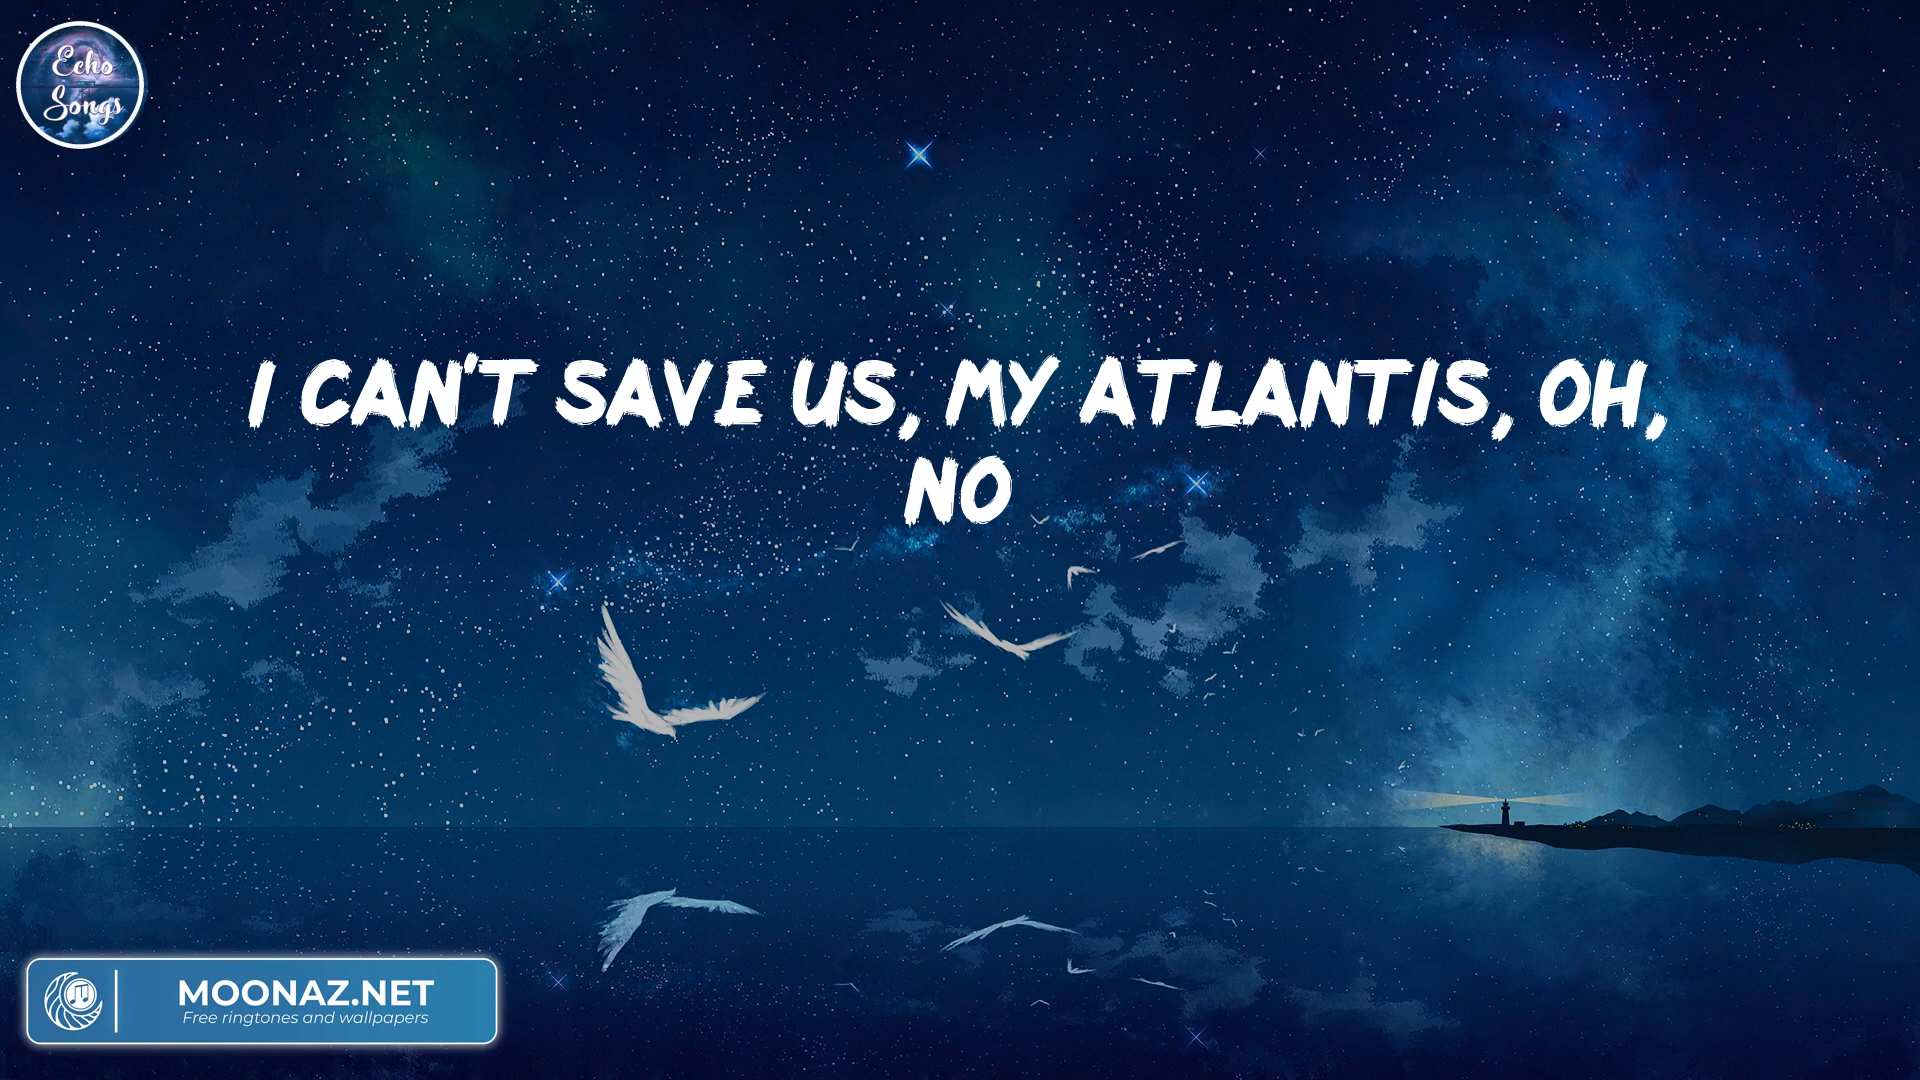 Echo
Songs
I CAN'T SAVE US, MY ATLANTIS, OH,
NO
MOONAZ.NET
Free ringtones and wallpapers